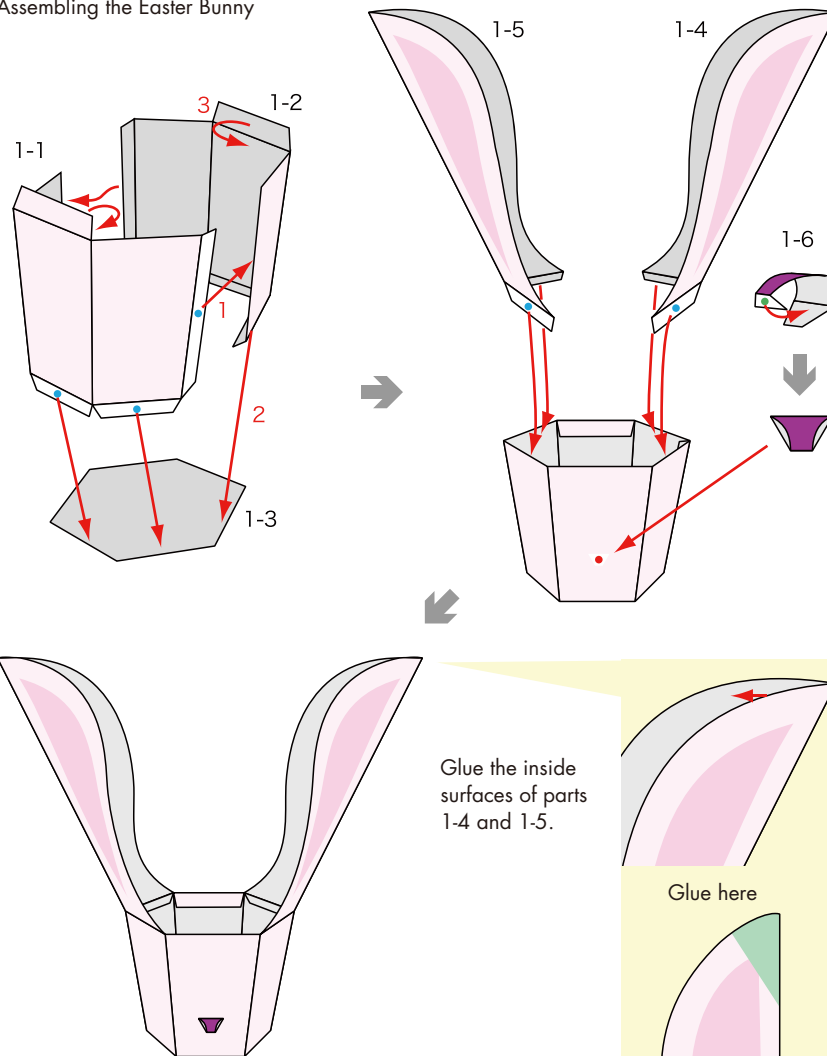 Assembling the Easter Bunny
1-5
1-4
3
1-2
1-1
1-6
1
2
1-3
Glue the inside
surfaces of parts
1-4 and 1-5.
Glue here